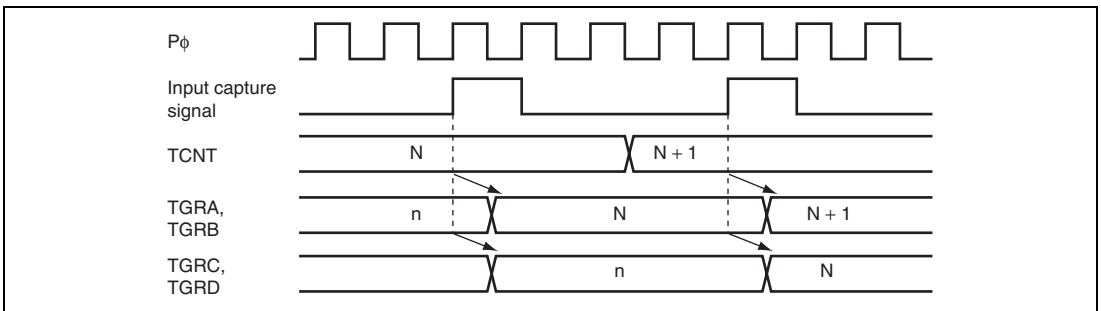 Pϕ
Input capture
signal
TCNT
N
N + 1
TGRA,
TGRB
n
N
N + 1
TGRC,
TGRD
n
N